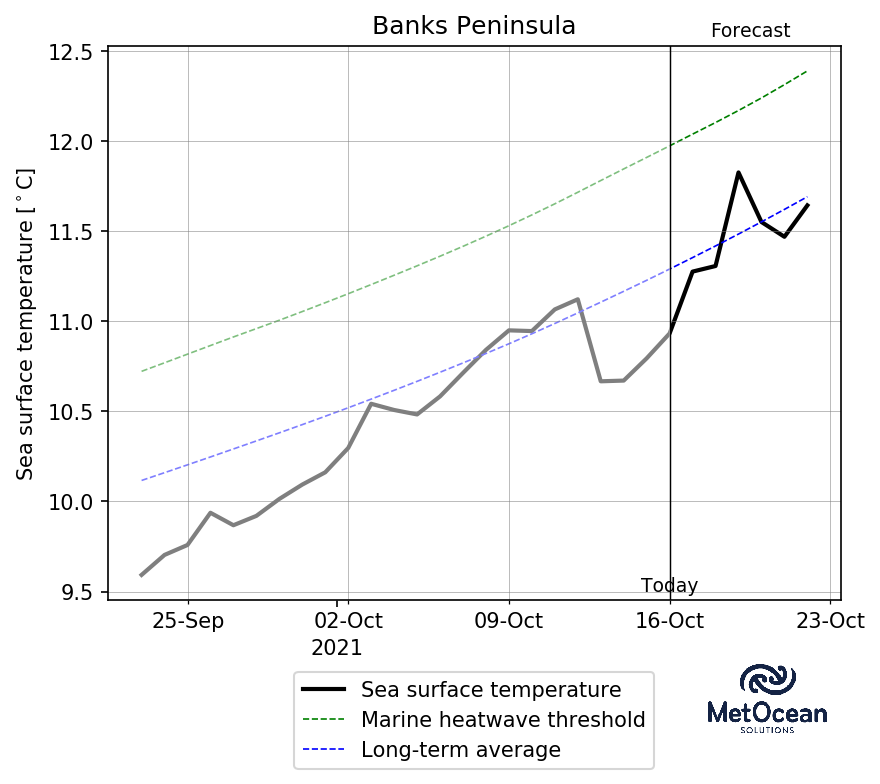 Banks Peninsula
Forecast
12.5
12.0
11.5
11.0
10.5
10.0
9.5
Sea surface temperature [°C]
Today
25-Sep 02-Oct 09-Oct 16-Oct 23-Oct
2021
Sea surface temperature
Marine heatwave threshold
Long-term average
MetOcean
SOLUTIONS